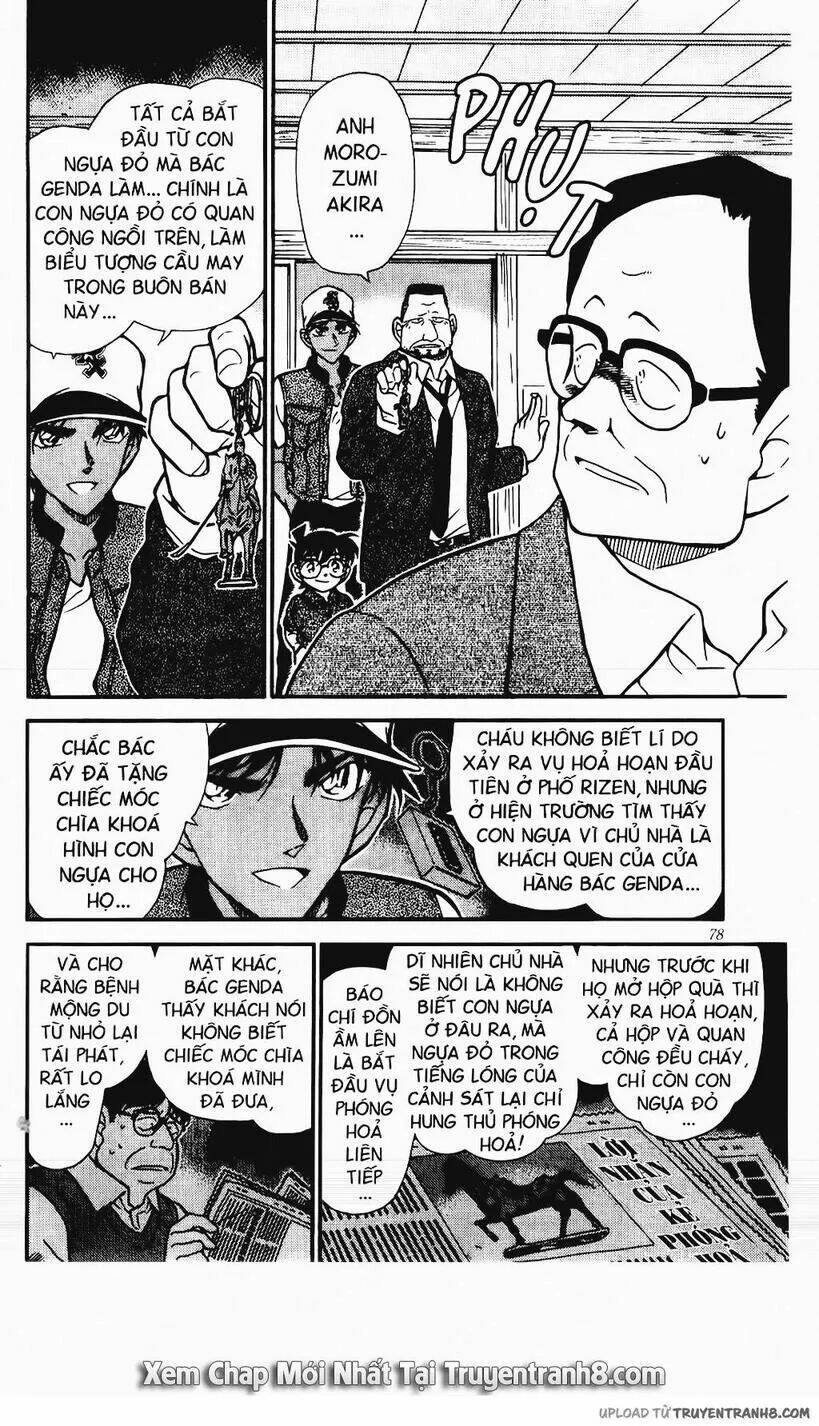 PHỤT
ANH
MORO-
ZUMI
AKIRA
...
TẤT CẢ BẮT
ĐẦU TỪ CON
NGỰA ĐỎ MÀ BÁC
GENDA LÀM... CHÍNH LÀ
CON NGỰA ĐỎ CÓ QUAN
CÔNG NGỒI TRÊN, LÀM
BIỂU TƯỢNG CẦU MAY
TRONG BUÔN BÁN
NÀY...
CHÁU KHÔNG BIẾT LÍ DO
XẢY RA VỤ HOẢ HOẠN ĐẦU
TIÊN Ở PHỐ RIZEN, NHƯNG
Ở HIỆN TRƯỜNG TÌM THẤY
CON NGỰA VÌ CHỦ NHÀ LÀ
KHÁCH QUEN CỦA CỬA
HÀNG BÁC GENDA...
CHẮC BÁC
ẤY ĐÃ TẶNG
CHIẾC MÓC
CHÌA KHOÁ
HÌNH CON
NGỰA CHO
HỌ...
78
NHƯNG TRƯỚC KHI
HỌ MỞ HỘP QUÀ THÌ
XẢY RA HOẢ HOẠN,
CẢ HỘP VÀ QUAN
CÔNG ĐỀU CHÁY,
CHỈ CÒN CON
NGỰA ĐỎ
...
DĨ NHIÊN CHỦ NHÀ
SẼ NÓI LÀ KHÔNG
BIẾT CON NGỰA
Ở ĐÂU RA, MÀ
NGỰA ĐỎ TRONG
TIẾNG LÓNG CỦA
CẢNH SÁT LẠI CHỈ
HUNG THỦ PHÓNG
HOẢ!
BÁO
CHÍ ĐỒN
ẦM LÊN
LÀ BẮT
ĐẦU VỤ
PHÓNG
HOẢ LIÊN
TIẾP
...
LỜI
NHẮN
CỦA
KẺ
PHÓNG
HOẢ
MẶT KHÁC,
BÁC GENDA
THẤY KHÁCH NÓI
KHÔNG BIẾT
CHIẾC MÓC CHÌA
KHOÁ MÌNH
ĐÃ ĐƯA,
VÀ CHO
RẰNG BỆNH
MỘNG DU
TỪ NHỎ LẠI
TÁI PHÁT,
RẤT LO
LẮNG
...
Xem Chap Mới Nhất Tại Truyentranh8.com
UPLOAD TỪ TRUYENTRANH8.COM